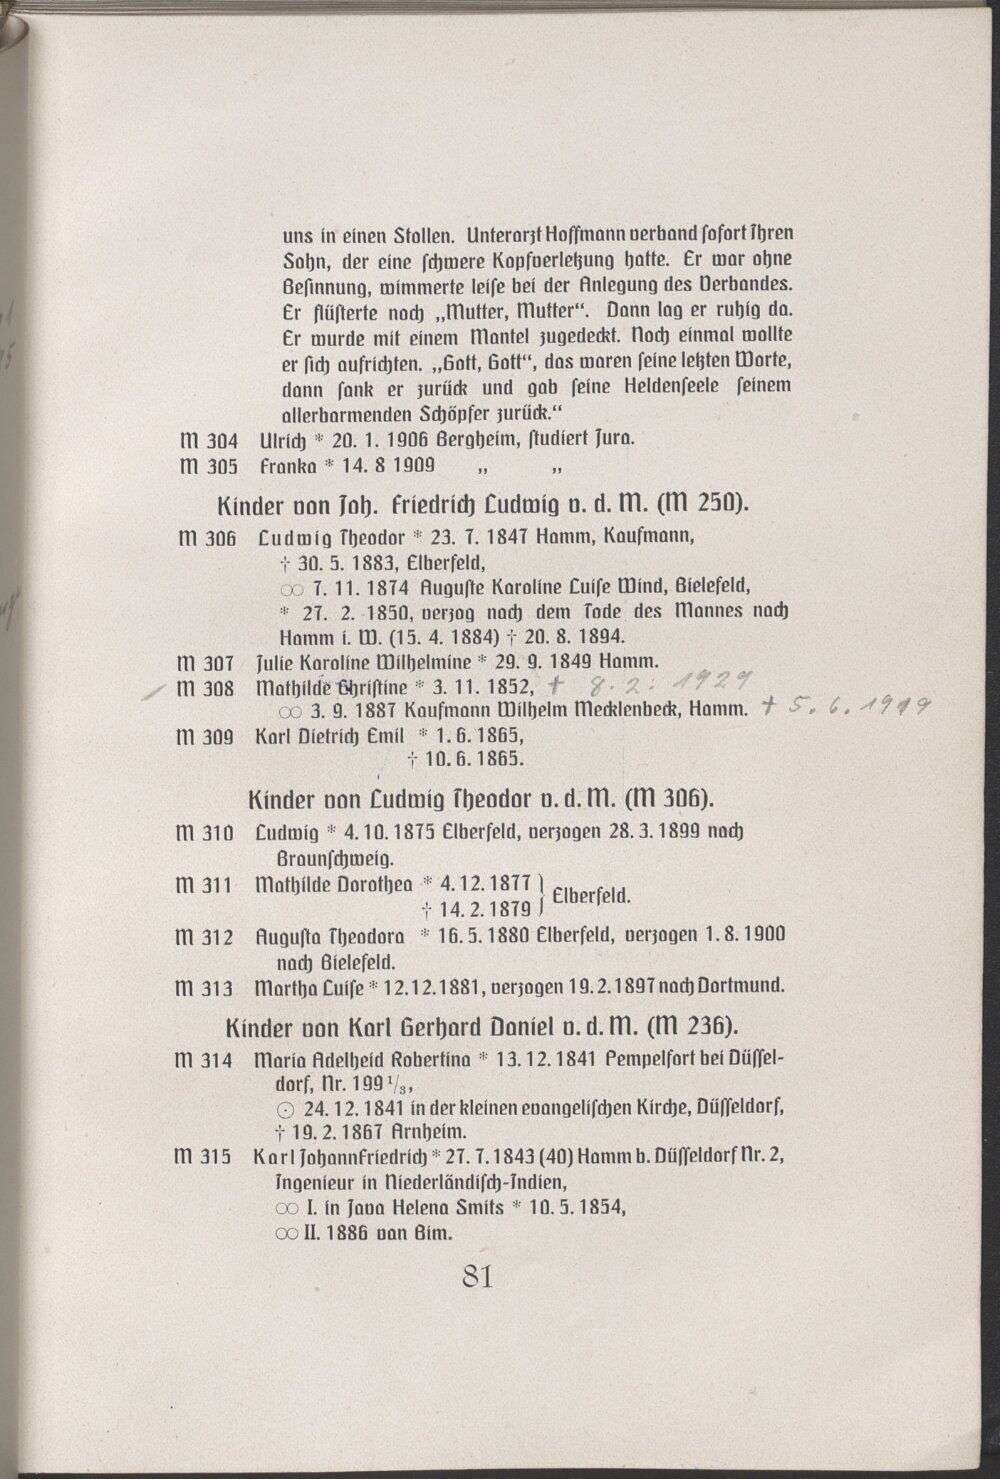 uns in einen Stollen. Unterarzt Hoffmann verband sofort Ihren
Sohn, der eine schwere Kopfverletzung hatte. Er war ohne
Besinnung, wimmerte leise bei der Anlegung des Verbandes.
Er flüsterte noch „Mutter, Mutter“. Dann lag er ruhig da.
Er wurde mit einem Mantel zugedeckt. Noch einmal wollte
er sich aufrichten. „Gott, Gott“, das waren seine letzten Worte,
dann sank er zurück und gab seine Heldenseele seinem
allerbarmenden Schöpfer zurück.“
M 304 Ulrich * 20. 1. 1906 Bergheim, studiert Jura.
M 305 Franka * 14. 8 1909 „ „
Kinder von Joh. Friedrich Ludwig v. d. M. (M 250).
M 306 Ludwig Theodor * 23. 7. 1847 Hamm, Kaufmann,
† 30. 5. 1883, Elberfeld,
∞ 7. 11. 1874 Auguste Karoline Luise Wind, Bielefeld,
* 27. 2. 1850, verzog nach dem Tode des Mannes nach
Hamm i. W. (15. 4. 1884) † 20. 8. 1894.
M 307 Julie Karoline Wilhelmine * 29. 9. 1849 Hamm.
M 308 Mathilde Christine * 3. 11. 1852, † 8. 2. 1929
∞ 3. 9. 1887 Kaufmann Wilhelm Mecklenbeck, Hamm. † 5. 6. 1919
M 309 Karl Dietrich Emil * 1. 6. 1865,
† 10. 6. 1865.
Kinder von Ludwig Theodor v. d. M. (M 306).
M 310 Ludwig * 4. 10. 1875 Elberfeld, verzogen 28. 3. 1899 nach
Braunschweig.
M 311 Mathilde Dorothea * 4. 12. 1877 }
† 14. 2. 1879 } Elberfeld.
M 312 Augusta Theodora * 16. 5. 1880 Elberfeld, verzogen 1. 8. 1900
nach Bielefeld.
M 313 Martha Luise * 12. 12. 1881, verzogen 19. 2. 1897 nach Dortmund.
Kinder von Karl Gerhard Daniel v. d. M. (M 236).
M 314 Maria Adelheid Robertina * 13. 12. 1841 Pempelfort bei Düssel-
dorf, Nr. 199 1/3,
⊙ 24. 12. 1841 in der kleinen evangelischen Kirche, Düsseldorf,
† 19. 2. 1867 Arnheim.
M 315 Karl Johann Friedrich * 27. 7. 1843 (40) Hamm b. Düsseldorf Nr. 2,
Ingenieur in Niederländisch-Indien,
∞ I. in Java Helena Smits * 10. 5. 1854,
∞ II. 1886 van Bim.
81